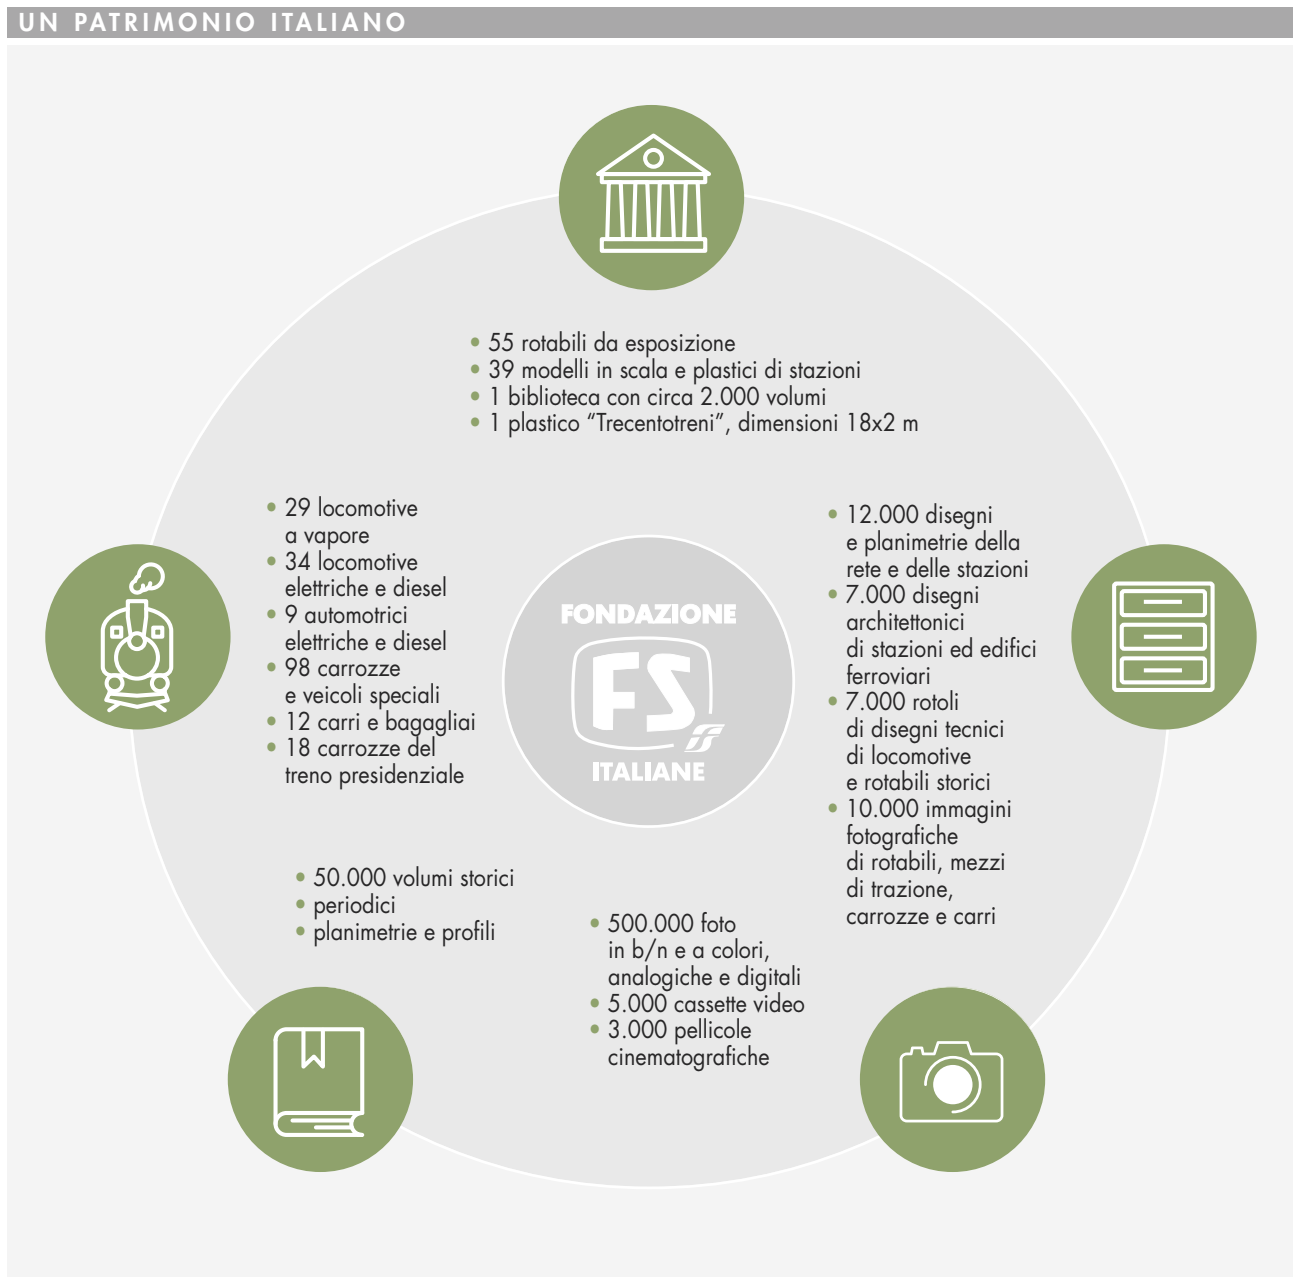 UN PATRIMONIO ITALIANO
• 55 rotabili da esposizione
• 39 modelli in scala e plastici di stazioni
• 1 biblioteca con circa 2.000 volumi
• 1 plastico “Trecentotreni”, dimensioni 18x2 m
• 29 locomotive
a vapore
• 34 locomotive
elettriche e diesel
• 9 automotrici
elettriche e diesel
• 98 carrozze
e veicoli speciali
• 12 carri e bagagliai
• 18 carrozze del
treno presidenziale
FONDAZIONE
FS
ITALIANE
• 12.000 disegni
e planimetrie della
rete e delle stazioni
• 7.000 disegni
architettonici
di stazioni ed edifici
ferroviari
• 7.000 rotoli
di disegni tecnici
di locomotive
e rotabili storici
• 10.000 immagini
fotografiche
di rotabili, mezzi
di trazione,
carrozze e carri
• 50.000 volumi storici
• periodici
• planimetrie e profili
• 500.000 foto
in b/n e a colori,
analogiche e digitali
• 5.000 cassette video
• 3.000 pellicole
cinematografiche